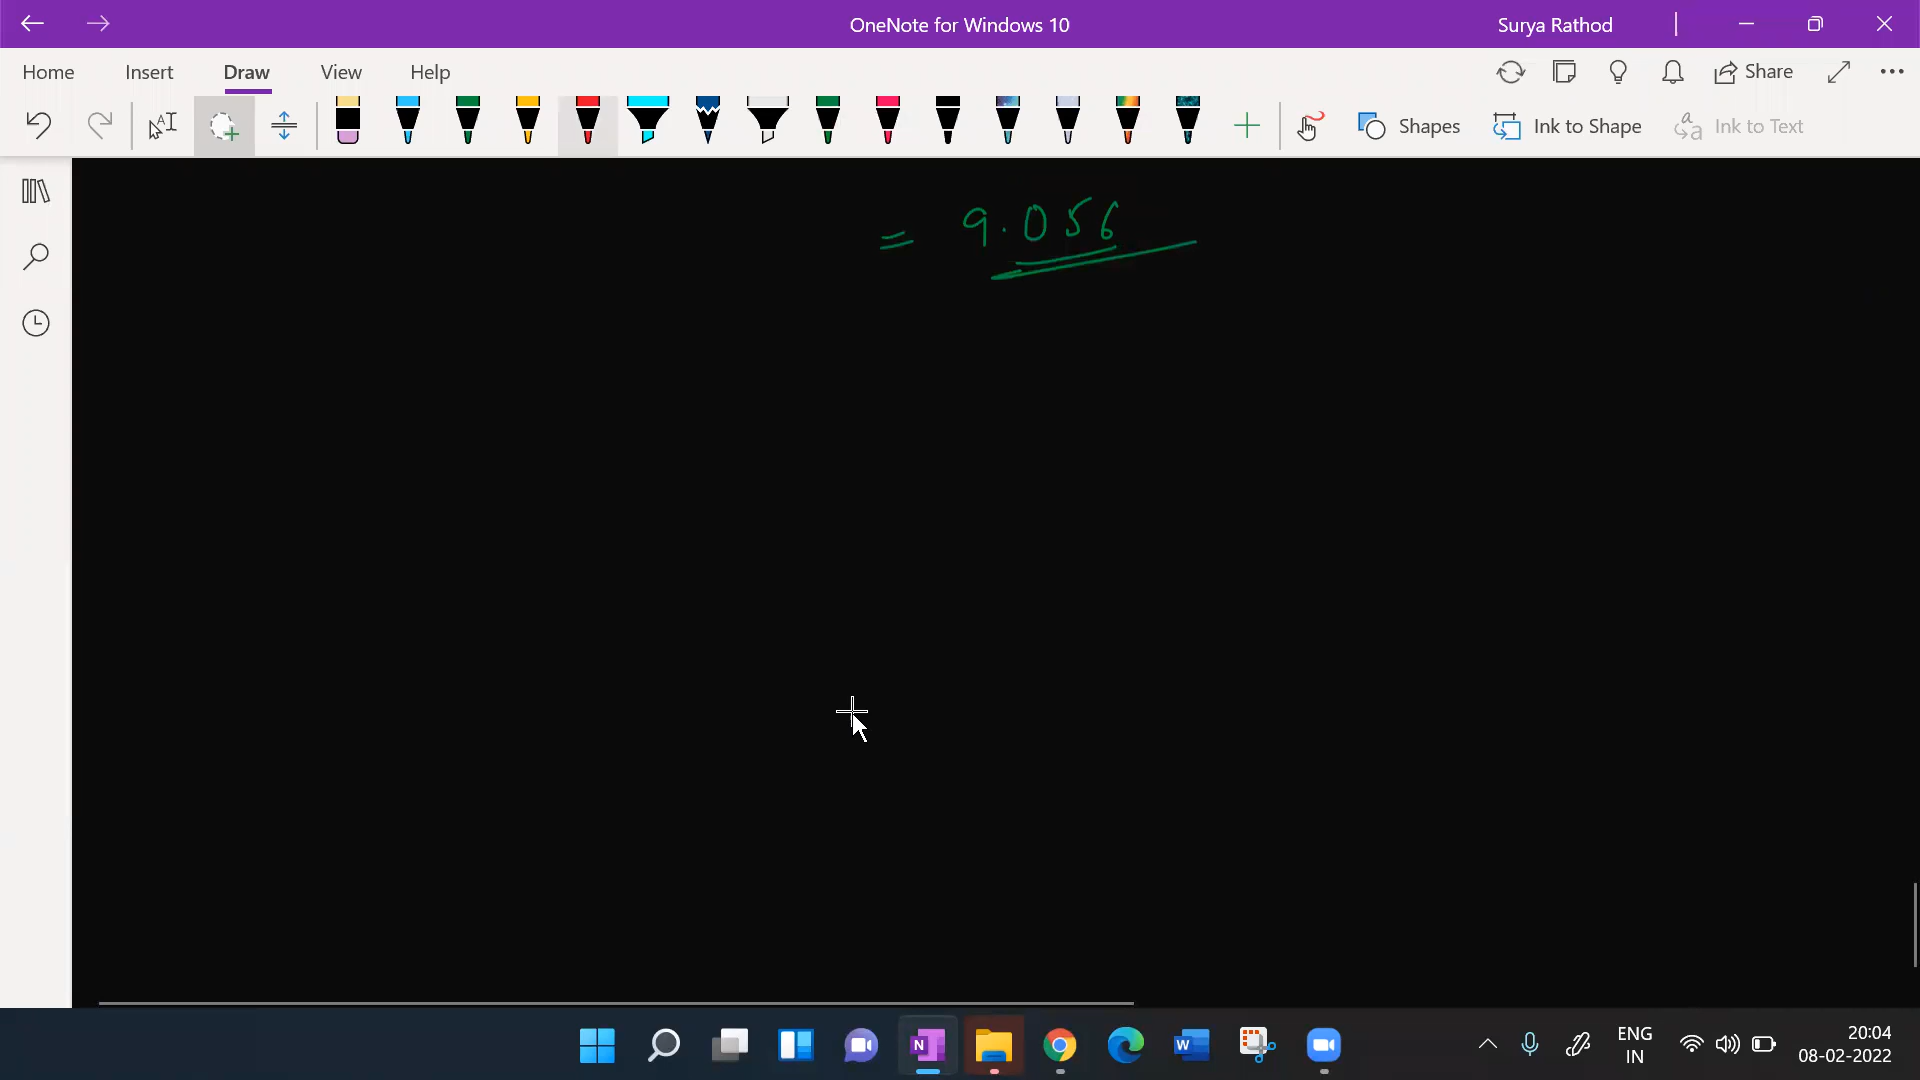 OneNote for Windows 10
Surya Rathod
Home
Insert
Draw
View
Help
Share
Shapes
Ink to Shape
Ink to Text
= 9.056
ENG
IN
20:04
08-02-2022